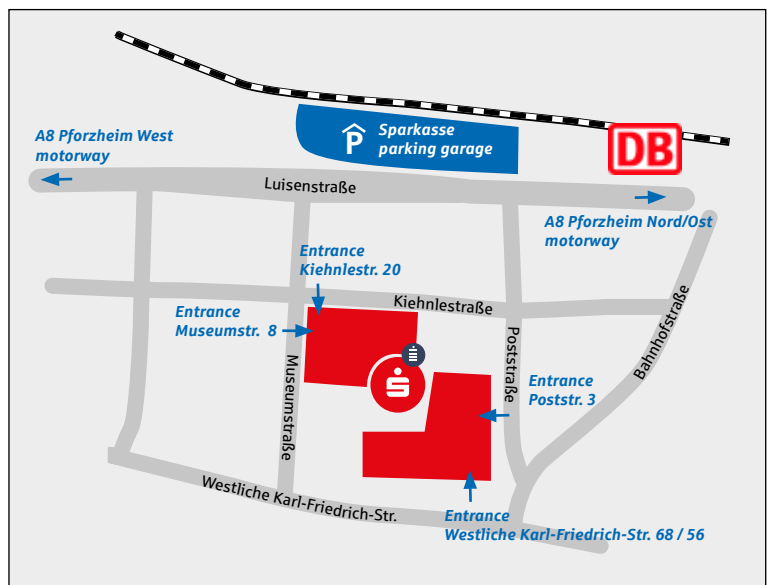 A8 Pforzheim West
motorway
Sparkasse
parking garage
P
DB
Luisenstraße
A8 Pforzheim Nord/Ost
motorway
Entrance
Kiehnlestr. 20
Kiehnlestraße
Entrance
Museumstr. 8
Museumstraße
Poststraße
Bahnhofstraße
S
Entrance
Poststr. 3
Westliche Karl-Friedrich-Str.
Entrance
Westliche Karl-Friedrich-Str. 68 / 56